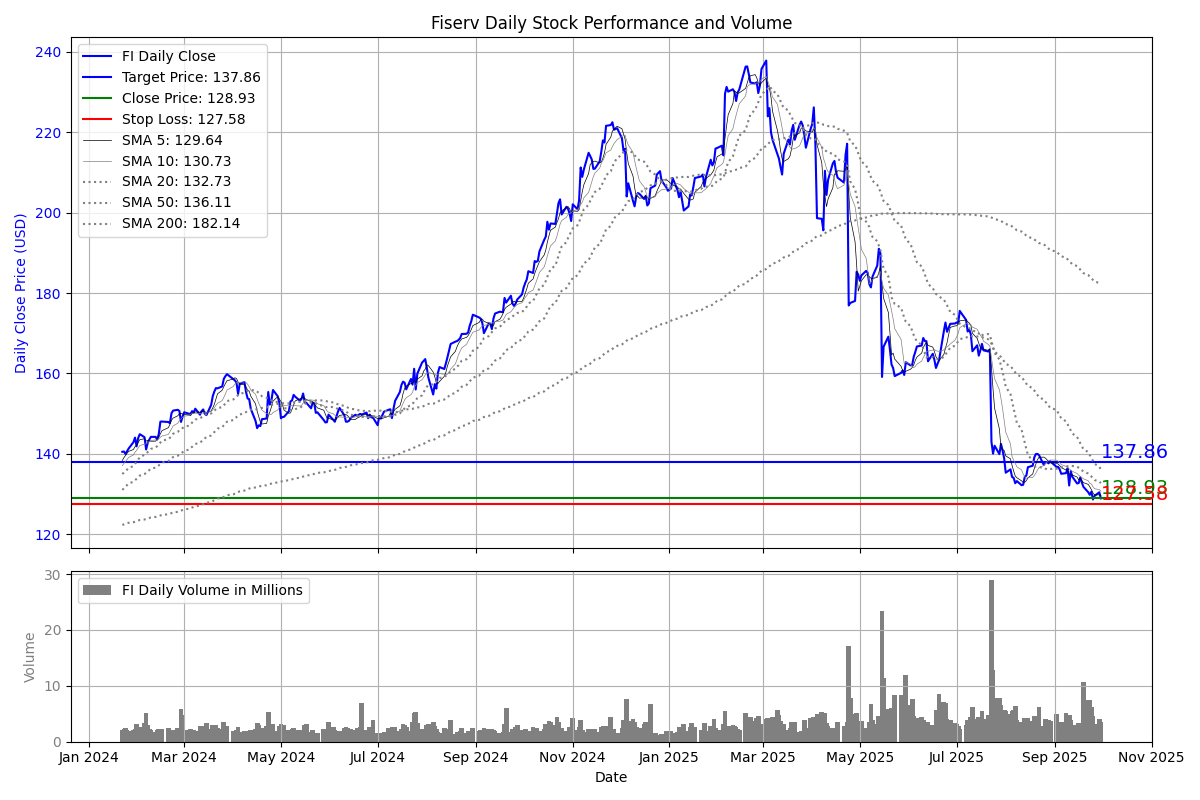 Fiserv Daily Stock Performance and Volume
FI Daily Close
Target Price: 137.86
Close Price: 128.93
Stop Loss: 127.58
SMA 5: 129.64
SMA 10: 130.73
SMA 20: 132.73
SMA 50: 136.11
SMA 200: 182.14
Daily Close Price (USD)
240
220
200
180
160
140
120
137.86
128.93
127.58
FI Daily Volume in Millions
Volume
30
20
10
0
Jan 2024 Mar 2024 May 2024 Jul 2024 Sep 2024 Nov 2024 Jan 2025 Mar 2025 May 2025 Jul 2025 Sep 2025 Nov 2025
Date